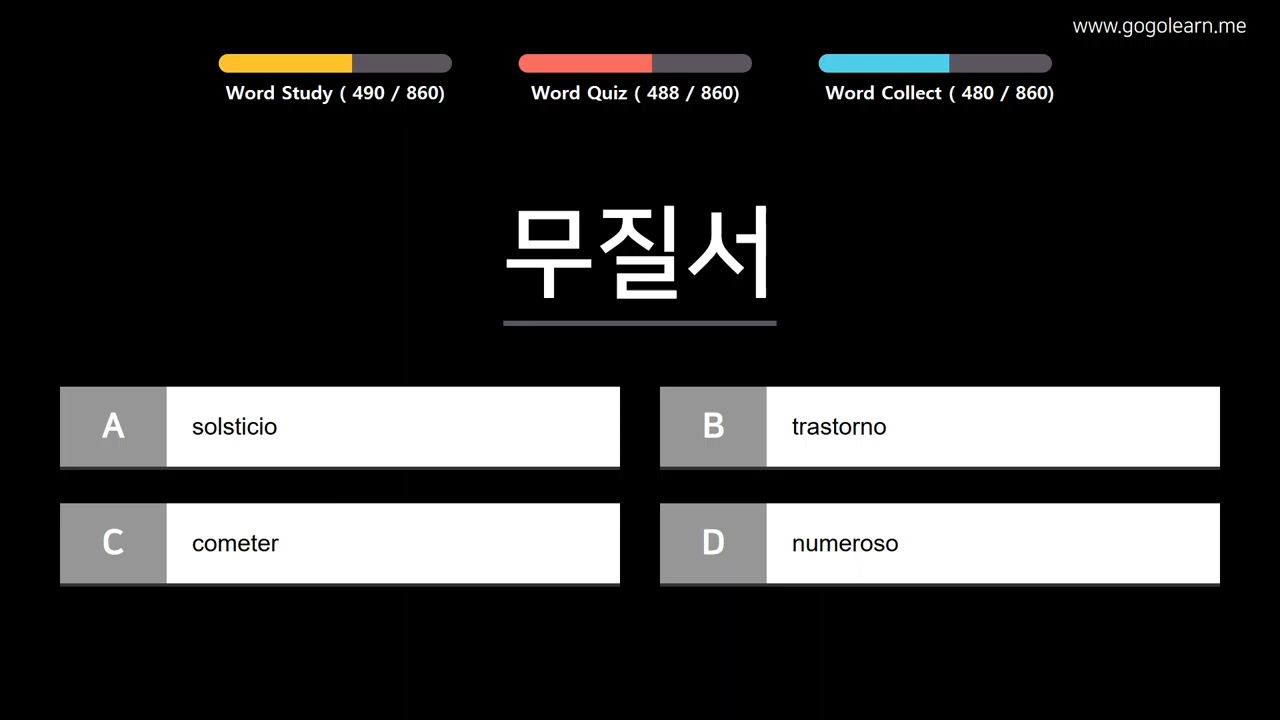 www.gogolearn.me
Word Study ( 490 / 860)
Word Quiz ( 488 / 860)
Word Collect ( 480 / 860)
무질서
A solsticio
B trastorno
C cometer
D numeroso